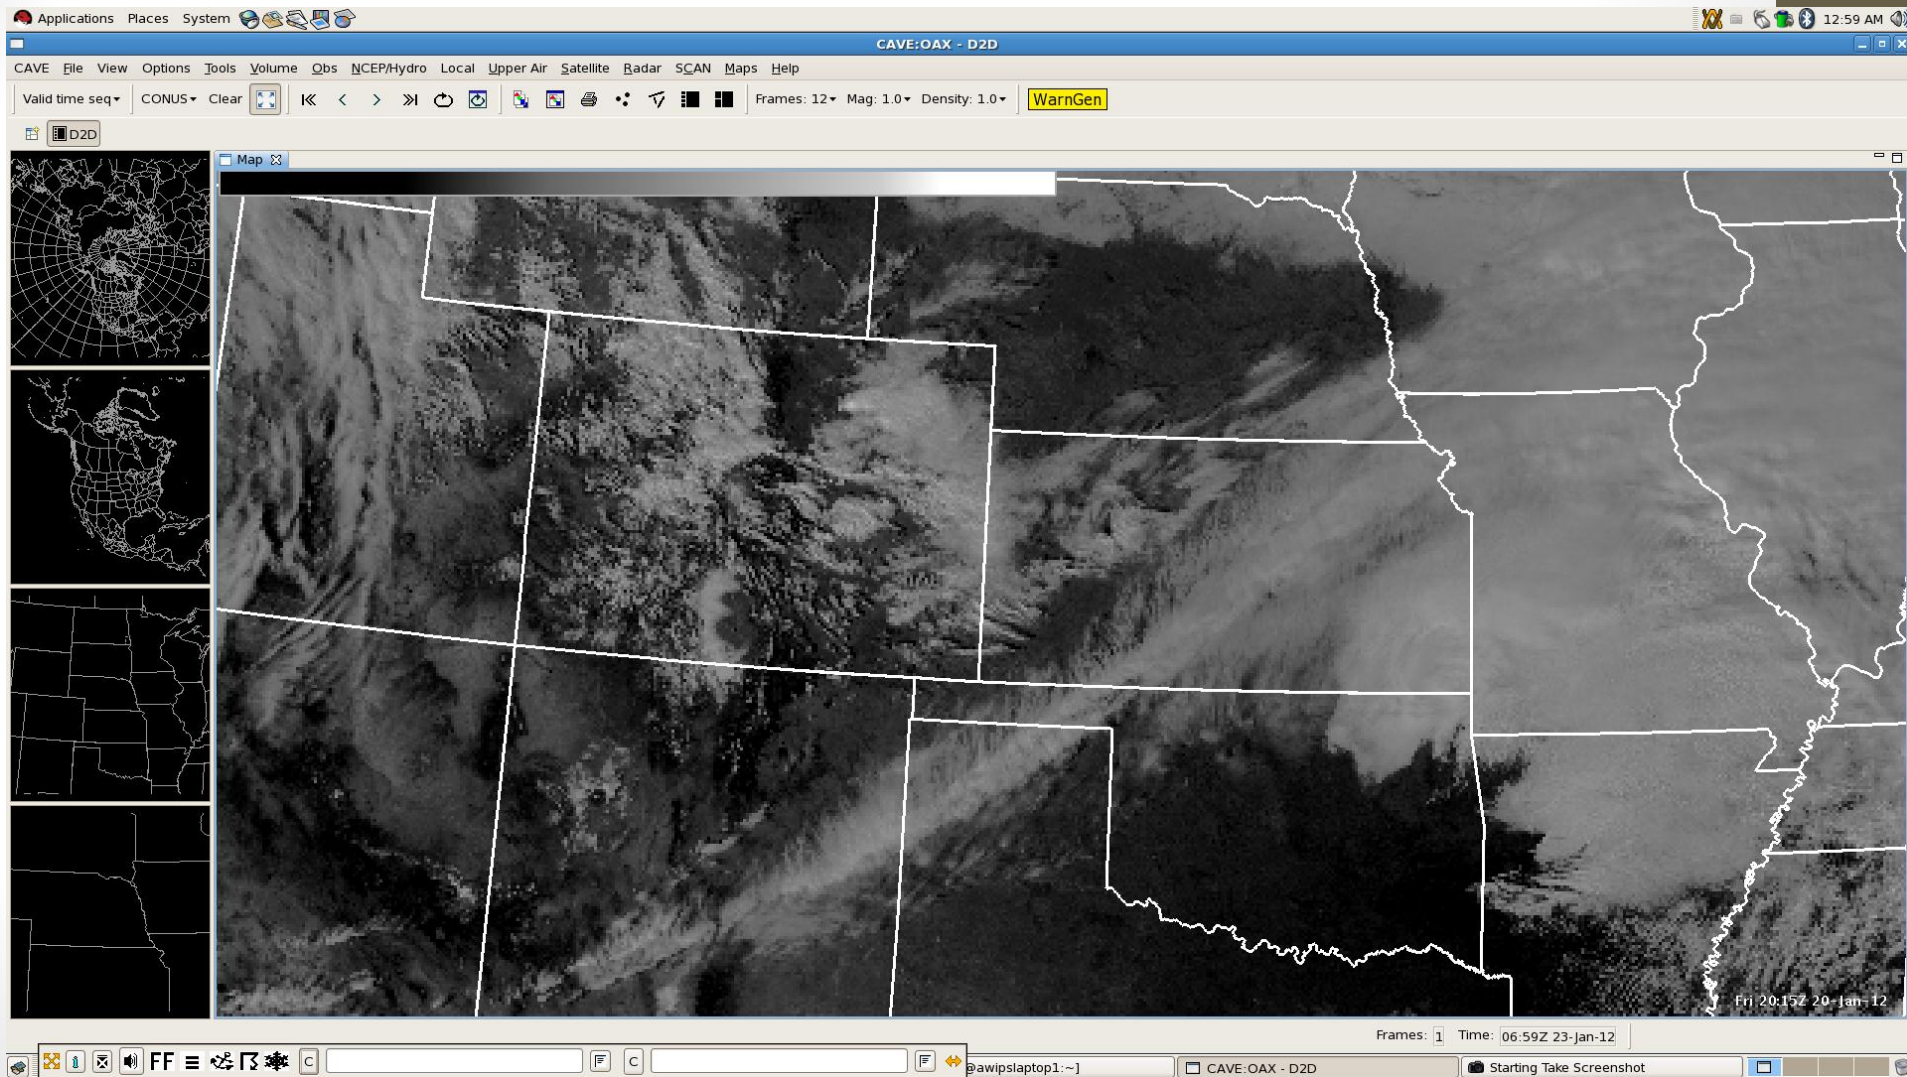 Applications Places System 12:59 AM
CAVE:OAX - D2D
CAVE File View Options Tools Volume Obs NCEP/Hydro Local Upper Air Satellite Radar SCAN Maps Help
Valid time seq CONUS Clear Frames: 12 Mag: 1.0 Density: 1.0 WarnGen
D2D
Map
Fri 20:15Z 20-Jan-12
Frames: 1 Time: 06:59Z 23-Jan-12
FF C C @awipslaptop1:~] CAVE:OAX - D2D Starting Take Screenshot